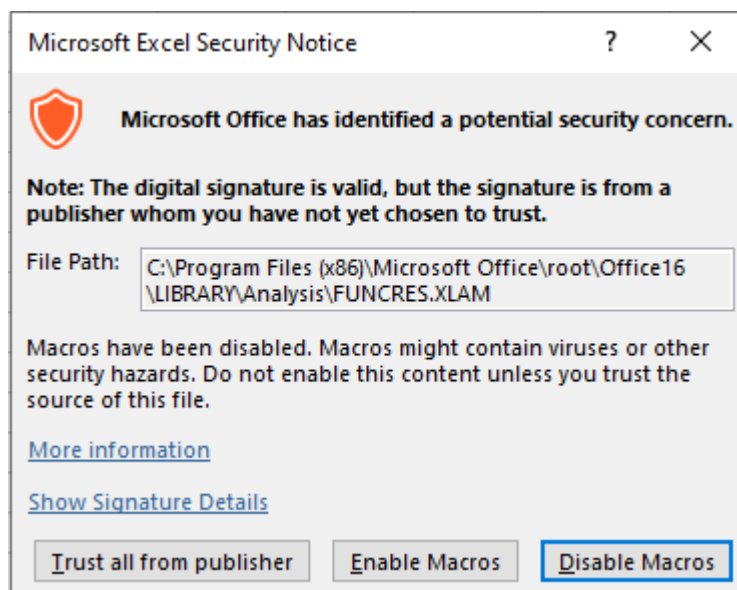 Microsoft Excel Security Notice ?
Microsoft Office has identified a potential security concern.
Note: The digital signature is valid, but the signature is from a
publisher whom you have not yet chosen to trust.
File Path: C:\Program Files (x86)\Microsoft Office\root\Office16
\LIBRARY\Analysis\FUNCRES.XLAM
Macros have been disabled. Macros might contain viruses or other
security hazards. Do not enable this content unless you trust the
source of this file.
More information
Show Signature Details
Trust all from publisher Enable Macros Disable Macros